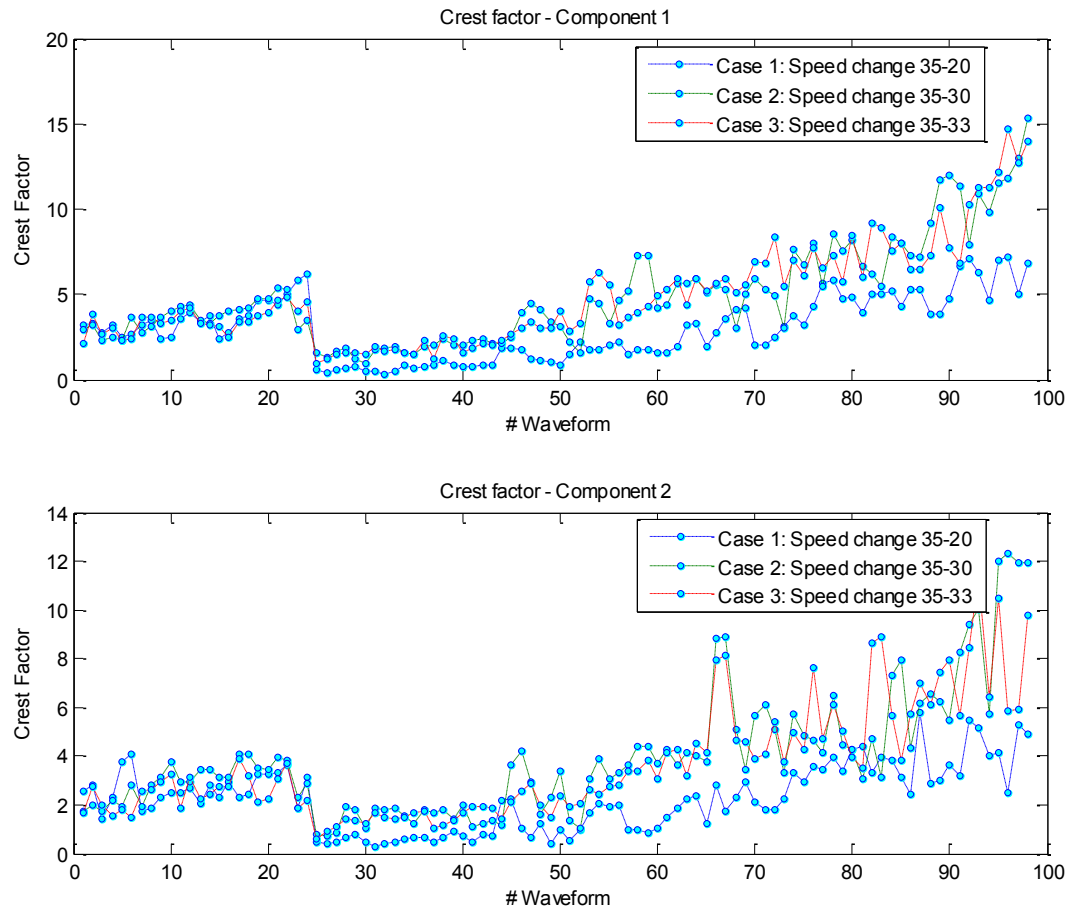 Crest factor - Component 1
20
15
10
5
0
Crest Factor
Case 1: Speed change 35-20
Case 2: Speed change 35-30
Case 3: Speed change 35-33
0 10 20 30 40 50 60 70 80 90 100
# Waveform
Crest factor - Component 2
14
12
10
8
6
4
2
0
Crest Factor
Case 1: Speed change 35-20
Case 2: Speed change 35-30
Case 3: Speed change 35-33
0 10 20 30 40 50 60 70 80 90 100
# Waveform